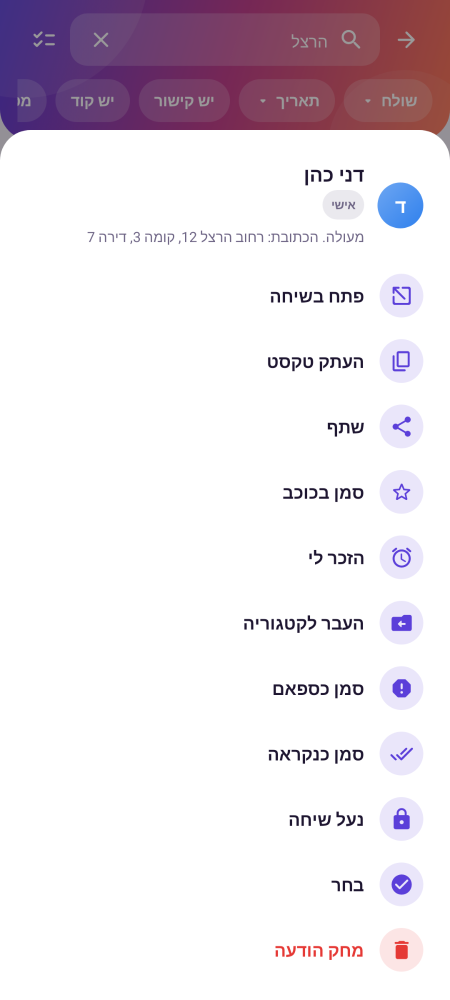 הרצל
שולח
תאריך
יש קישור
יש קוד
דני כהן
ד
אישי
מעולה. הכתובת: רחוב הרצל 12, קומה 3, דירה 7
פתח בשיחה
העתק טקסט
שתף
סמן בכוכב
הזכר לי
העבר לקטגוריה
סמן כספאם
סמן כנקראה
נעל שיחה
בחר
מחק הודעה